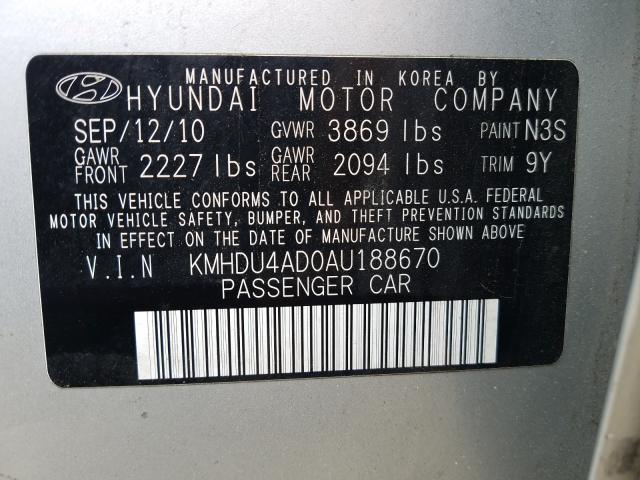 MANUFACTURED IN KOREA BY
HYUNDAI MOTOR COMPANY
SEP/12/10 GVWR 3869 lbs PAINT N3S
GAWR FRONT 2227 lbs GAWR REAR 2094 lbs TRIM 9Y
THIS VEHICLE CONFORMS TO ALL APPLICABLE U.S.A. FEDERAL
MOTOR VEHICLE SAFETY, BUMPER, AND THEFT PREVENTION STANDARDS
IN EFFECT ON THE DATE OF MANUFACTURE SHOWN ABOVE
V.I.N KMHDU4AD0AU188670
PASSENGER CAR